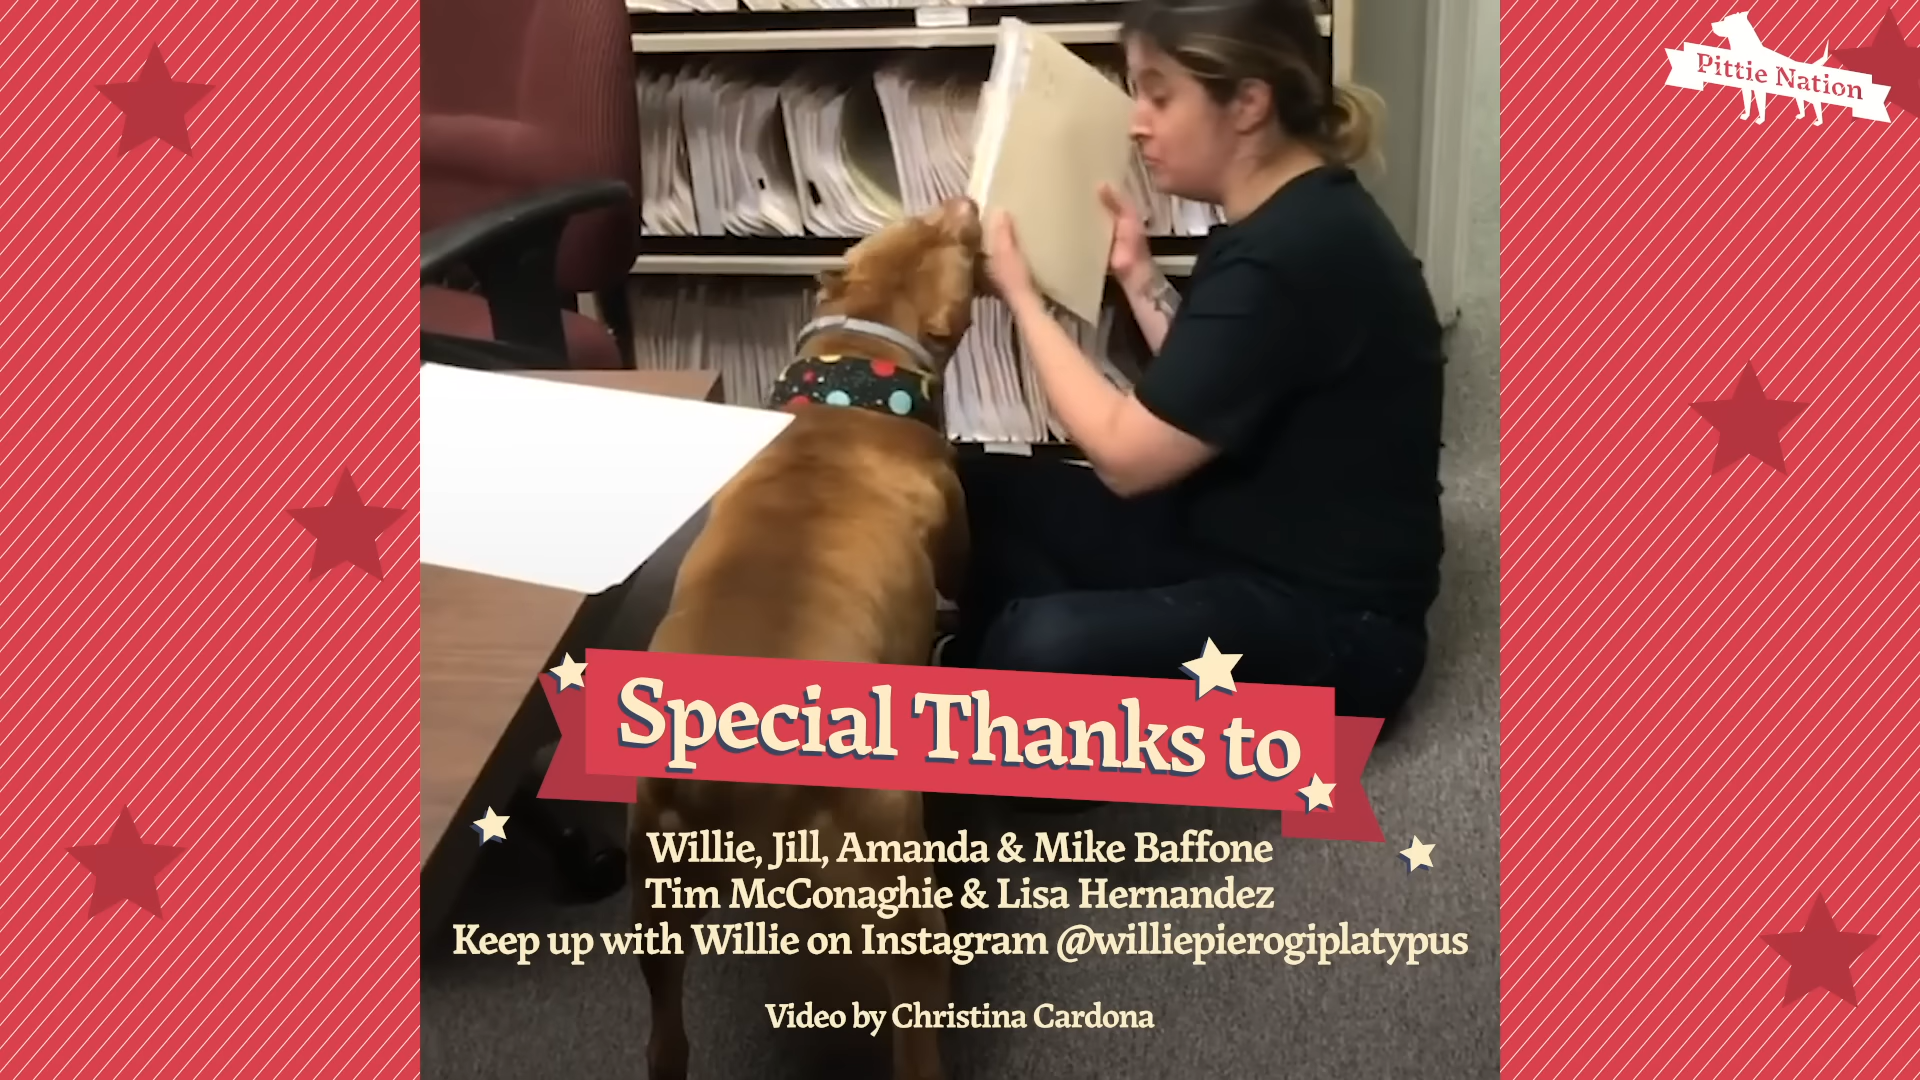 Pittie Nation
Special Thanks to
Willie, Jill, Amanda & Mike Baffone
Tim McConaghie & Lisa Hernandez
Keep up with Willie on Instagram @williepierogiplatypus
Video by Christina Cardona